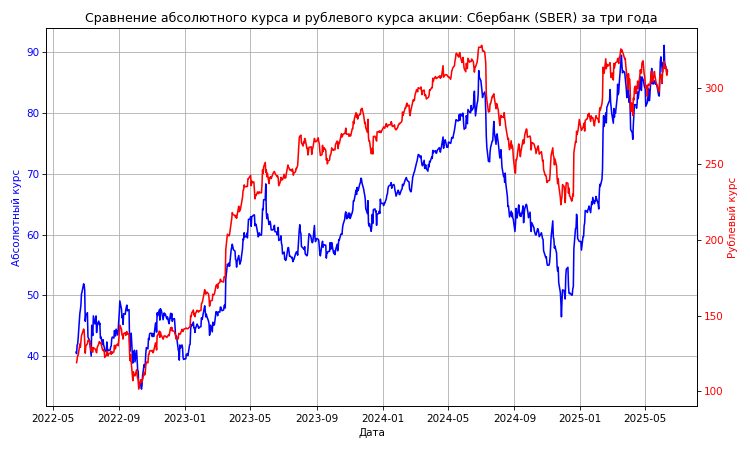 Сравнение абсолютного курса и рублевого курса акции: Сбербанк (SBER) за три года
Абсолютный курс
90
80
70
60
50
40
300
250
200
150
100
Рублевый курс
2022-05 2022-09 2023-01 2023-05 2023-09 2024-01 2024-05 2024-09 2025-01 2025-05
Дата